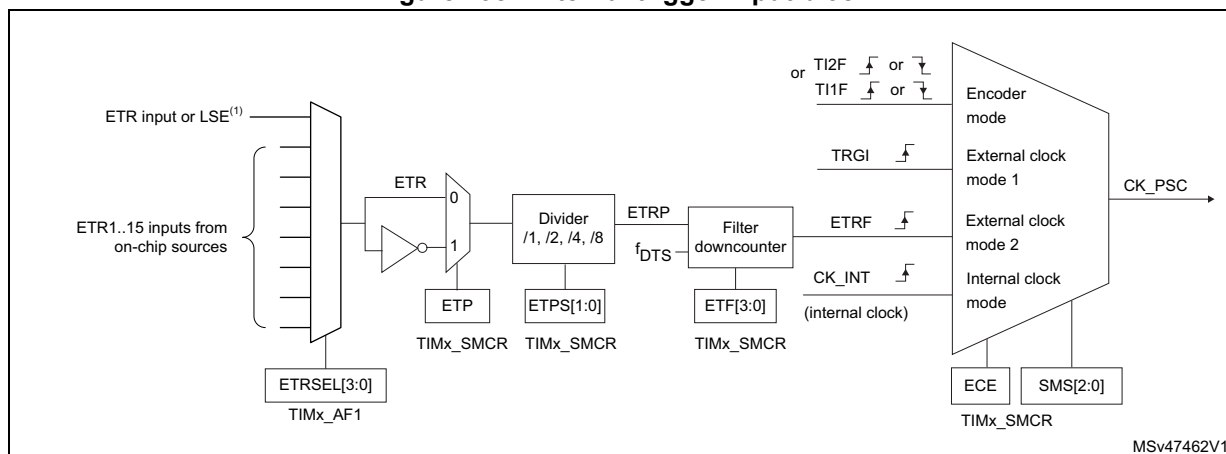 or TI2F or
TI1F or
Encoder
mode
ETR input or LSE(1)
TRGI
External clock
mode 1
CK_PSC
ETR
0
1
ETR1..15 inputs from
on-chip sources
Divider
/1, /2, /4, /8
ETRP
Filter
downcounter
fDTS
ETRF
External clock
mode 2
CK_INT
(internal clock)
Internal clock
mode
ETP
TIMx_SMCR
ETPS[1:0]
TIMx_SMCR
ETF[3:0]
TIMx_SMCR
ETRSEL[3:0]
TIMx_AF1
ECE
SMS[2:0]
TIMx_SMCR
MSv47462V1